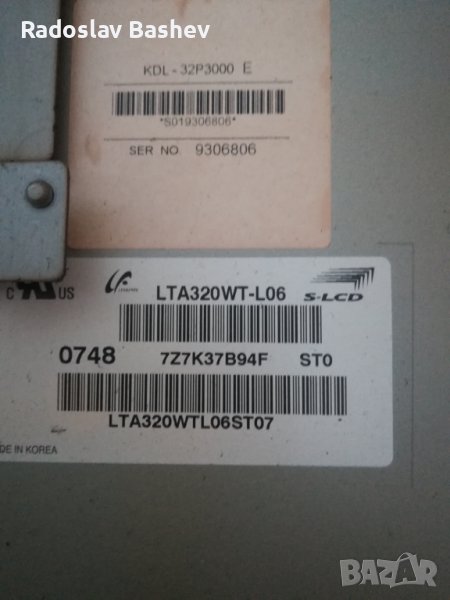 Radoslav Bashev
KDL-32P3000 E
*S019306806*
SER NO. 9306806
C US
LTA320WT-L06 S-LCD
0748 7Z7K37B94F ST0
LTA320WTL06ST07
DE IN KOREA
BAZAR